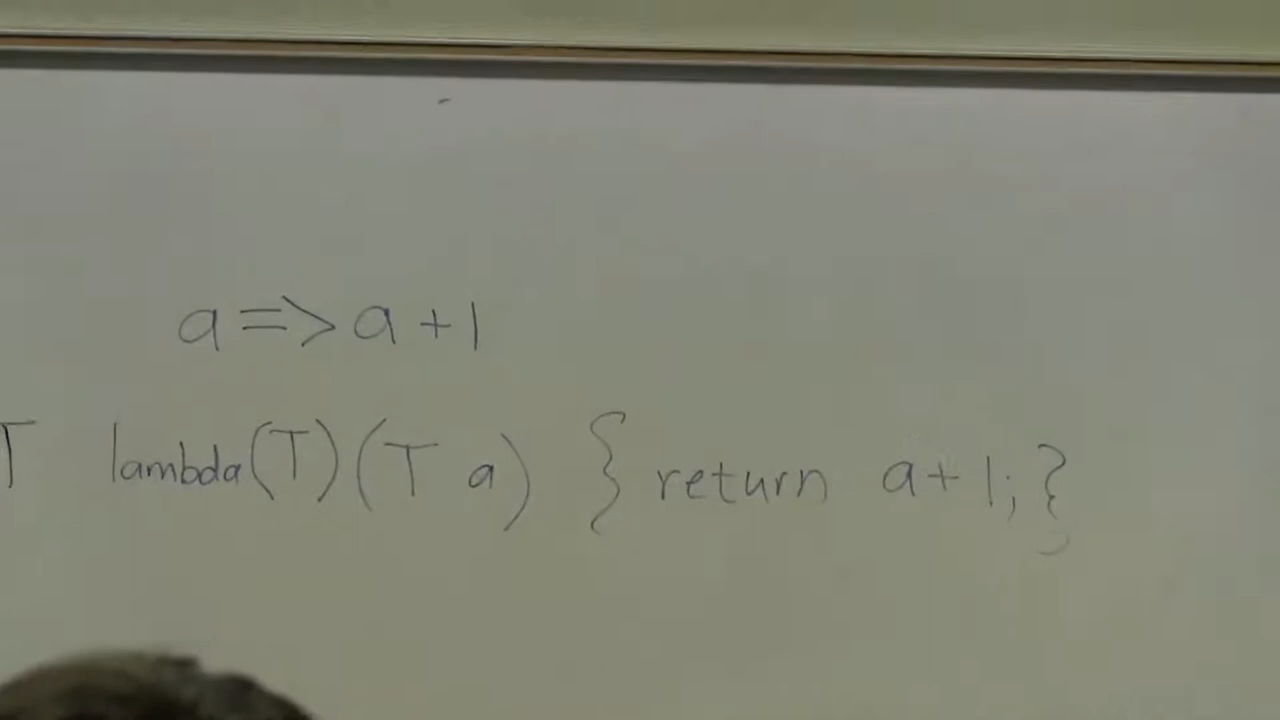 a => a + 1
T lambda(T)(T a) { return a + 1; }